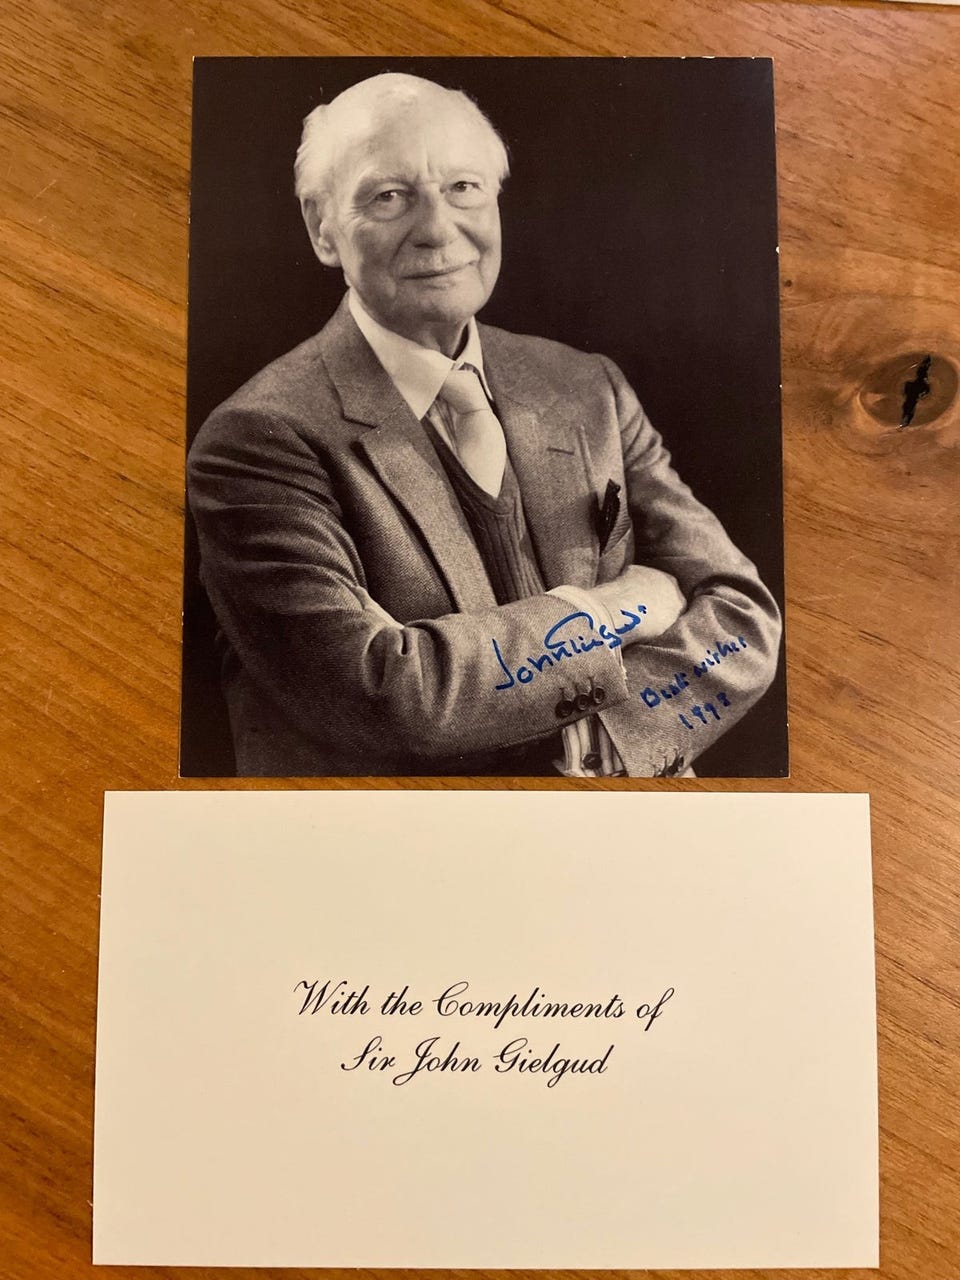 John Gielgud
Best wishes
1998
With the Compliments of
Sir John Gielgud